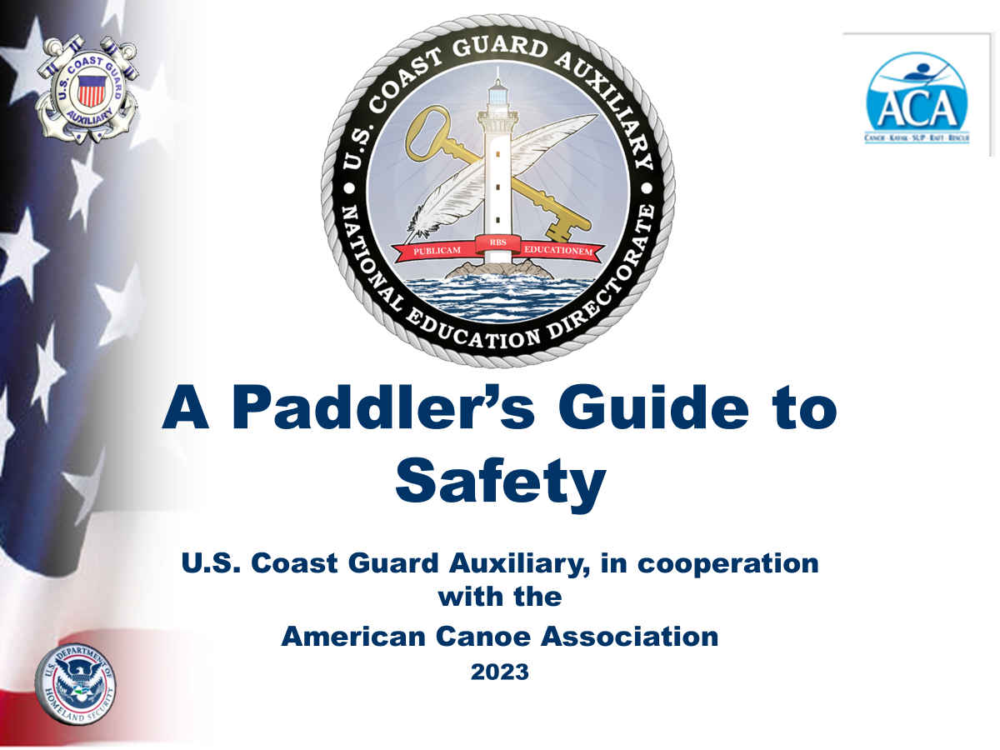 U.S. COAST GUARD
AUXILIARY
U.S. COAST GUARD AUXILIARY
NATIONAL EDUCATION DIRECTORATE
PUBLICAM RBS EDUCATIONEM
ACA
CANOE - KAYAK - SUP - RAFT - RESCUE
A Paddler’s Guide to
Safety
U.S. Coast Guard Auxiliary, in cooperation
with the
American Canoe Association
2023
U.S. DEPARTMENT OF
HOMELAND SECURITY